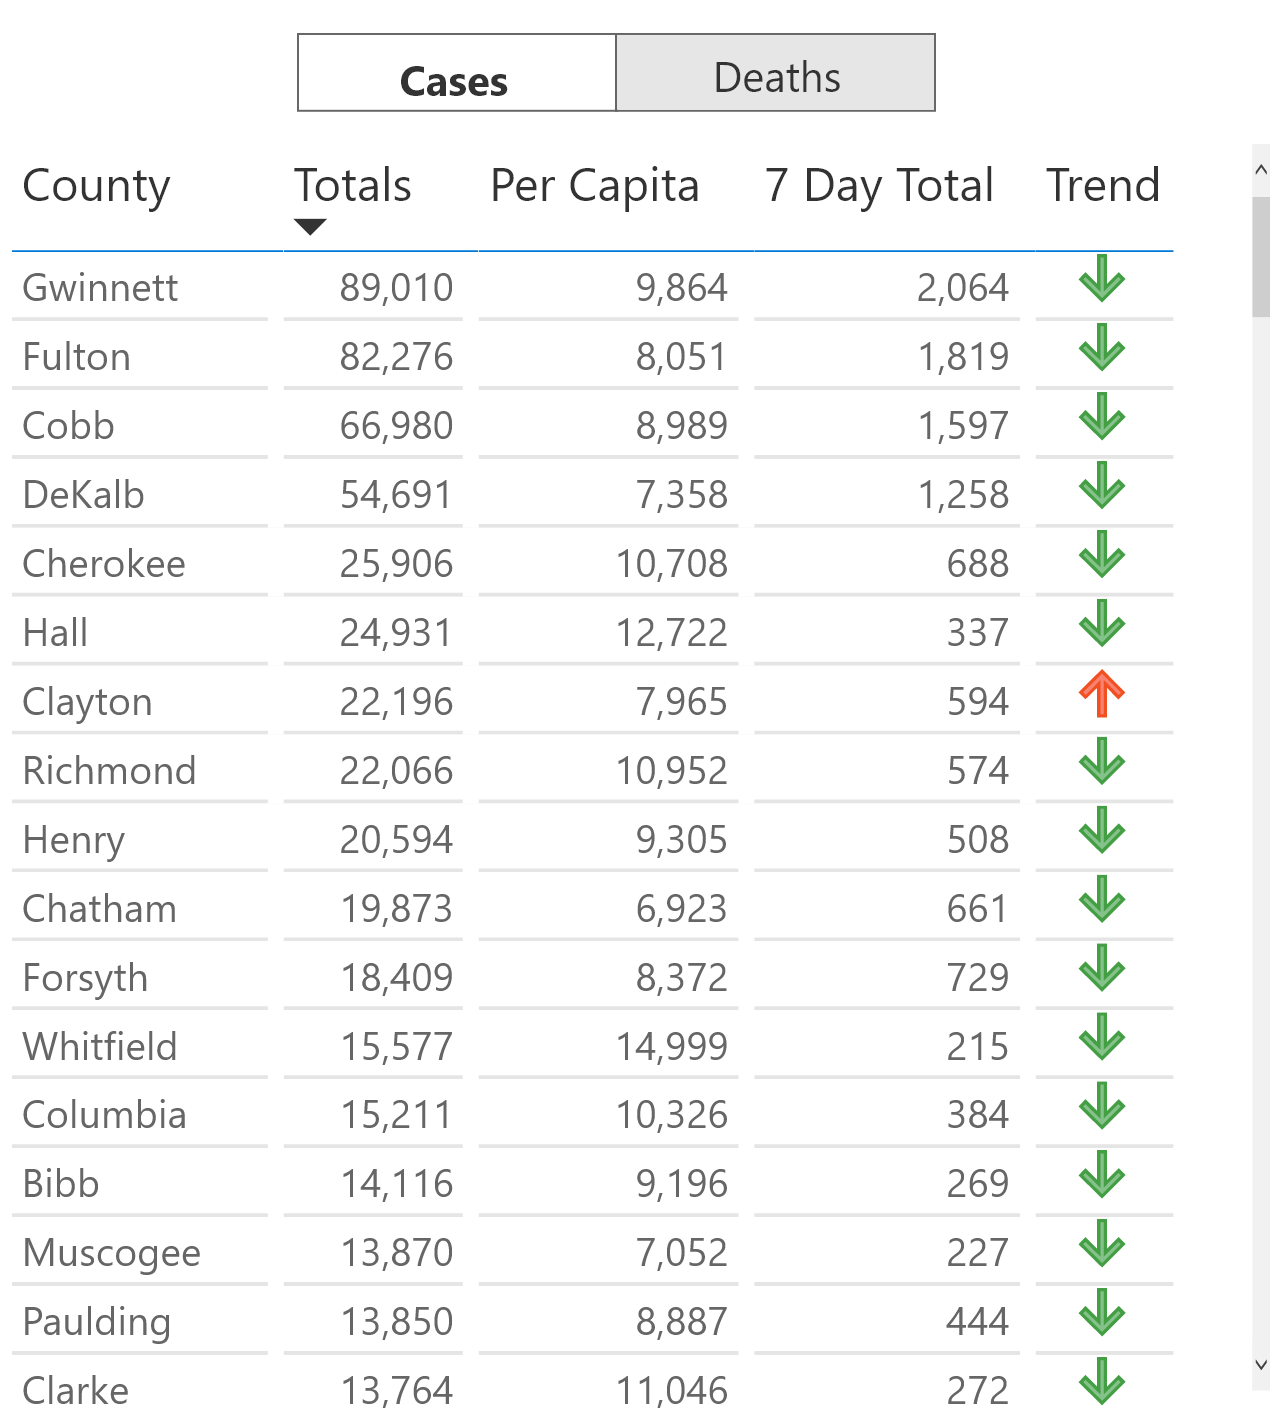 Cases Deaths
County Totals Per Capita 7 Day Total Trend
Gwinnett 89,010 9,864 2,064
Fulton 82,276 8,051 1,819
Cobb 66,980 8,989 1,597
DeKalb 54,691 7,358 1,258
Cherokee 25,906 10,708 688
Hall 24,931 12,722 337
Clayton 22,196 7,965 594
Richmond 22,066 10,952 574
Henry 20,594 9,305 508
Chatham 19,873 6,923 661
Forsyth 18,409 8,372 729
Whitfield 15,577 14,999 215
Columbia 15,211 10,326 384
Bibb 14,116 9,196 269
Muscogee 13,870 7,052 227
Paulding 13,850 8,887 444
Clarke 13,764 11,046 272